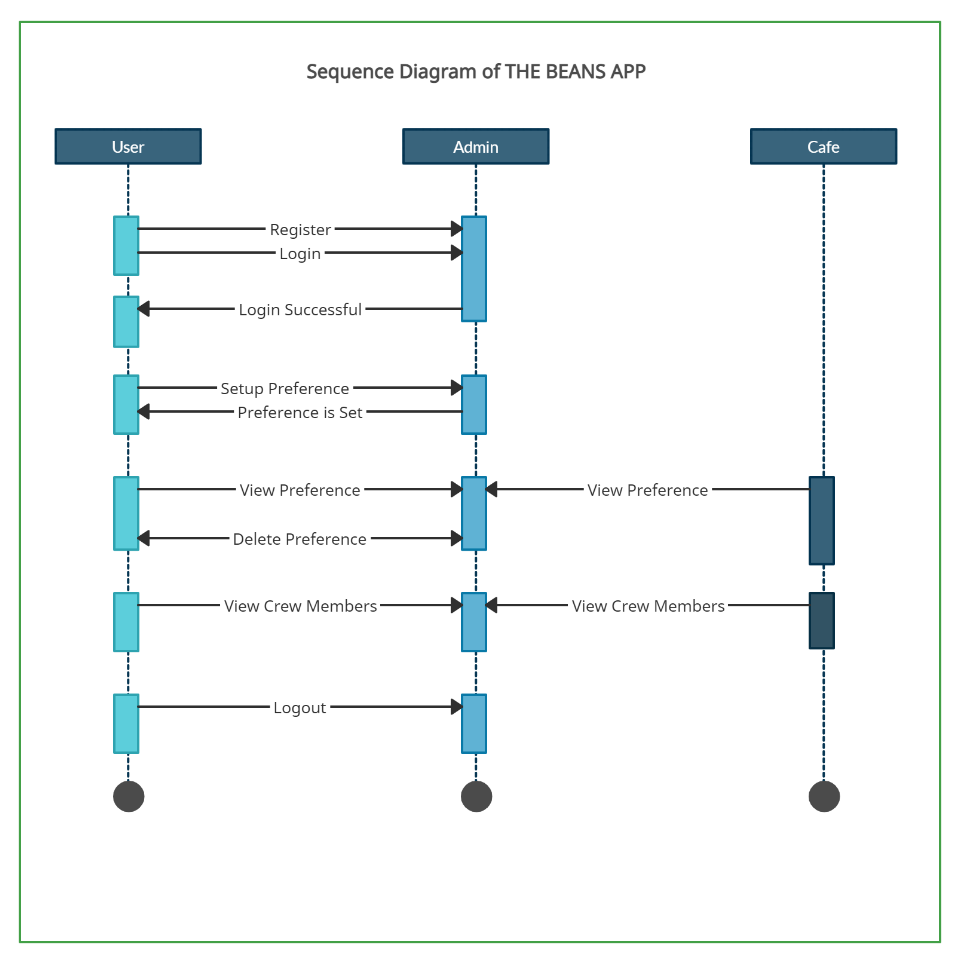 Sequence Diagram of THE BEANS APP
User
Admin
Cafe
Register
Login
Login Successful
Setup Preference
Preference is Set
View Preference
View Preference
Delete Preference
View Crew Members
View Crew Members
Logout